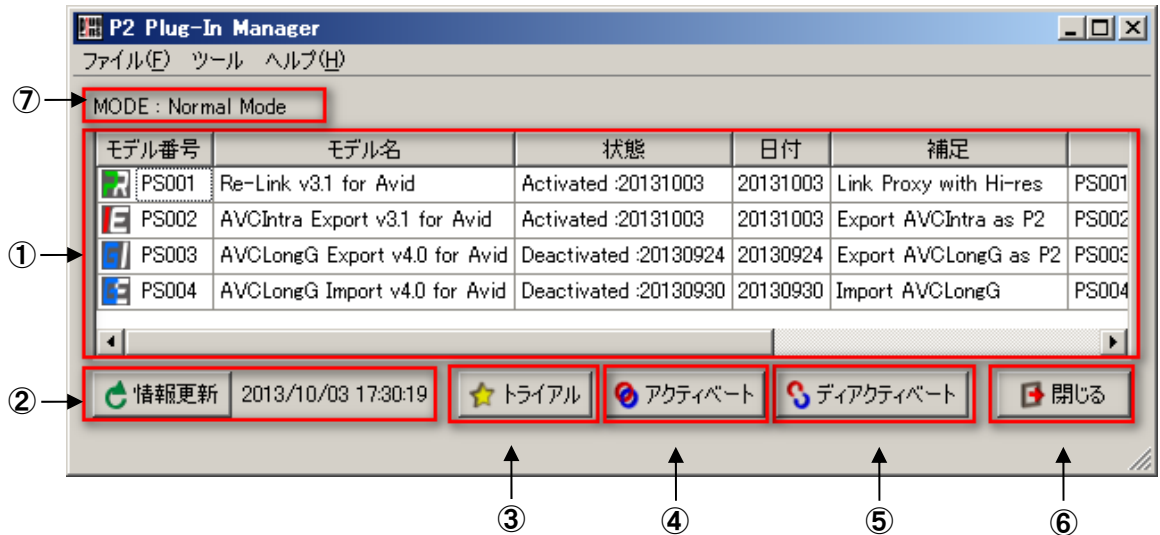 P2 Plug-In Manager
ファイル(F) ツール ヘルプ(H)
⑦
MODE : Normal Mode
モデル番号 モデル名 状態 日付 補足
PS001 Re-Link v3.1 for Avid Activated :20131003 20131003 Link Proxy with Hi-res PS001
PS002 AVCIntra Export v3.1 for Avid Activated :20131003 20131003 Export AVCIntra as P2 PS002
①
PS003 AVCLongG Export v4.0 for Avid Deactivated :20130924 20130924 Export AVCLongG as P2 PS003
PS004 AVCLongG Import v4.0 for Avid Deactivated :20130930 20130930 Import AVCLongG PS004
②
情報更新 2013/10/03 17:30:19 トライアル アクティベート ディアクティベート 閉じる
③ ④ ⑤ ⑥